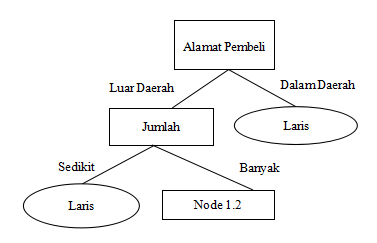 Alamat Pembeli
Luar Daerah
Dalam Daerah
Jumlah
Laris
Sedikit
Banyak
Laris
Node 1.2